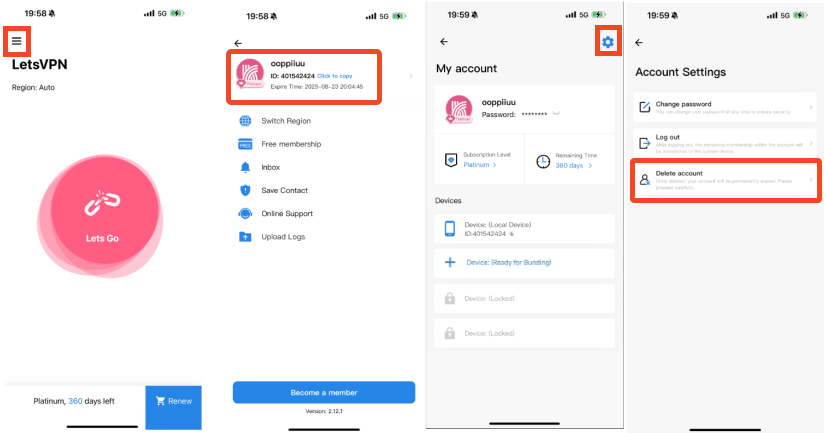 19:58
5G
LetsVPN
Region: Auto
Lets Go
Platinum, 360 days left
Renew
19:58
5G
ooppiiuu
ID: 401542424 Click to copy
Expire Time: 2025-08-23 20:04:45
Switch Region
FREE
Free membership
Inbox
Save Contact
Online Support
Upload Logs
Become a member
Version: 2.12.1
19:59
5G
My account
ooppiiuu
Password: ********
Subscription Level
Platinum >
Remaining Time
360 days >
Devices
Device: (Local Device)
ID:401542424
Device: (Ready for Bunding)
Device: (Locked)
Device: (Locked)
19:59
5G
Account Settings
Change password
You can change your password at any time to ensure security.
Log out
After logging out, the remaining membership within the account will
be transferred to the current device.
Delete account
Once deleted, your account will be permanently erased. Please
proceed carefully.